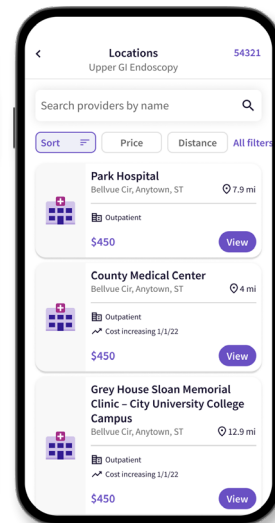 Locations
54321
Upper GI Endoscopy
Search providers by name
Sort
Price
Distance
All filters
Park Hospital
Bellvue Cir, Anytown, ST
7.9 mi
Outpatient
$450
View
County Medical Center
Bellvue Cir, Anytown, ST
4 mi
Outpatient
Cost increasing 1/1/22
$450
View
Grey House Sloan Memorial
Clinic – City University College
Campus
Bellvue Cir, Anytown, ST
12.9 mi
Outpatient
Cost increasing 1/1/22
$450
View